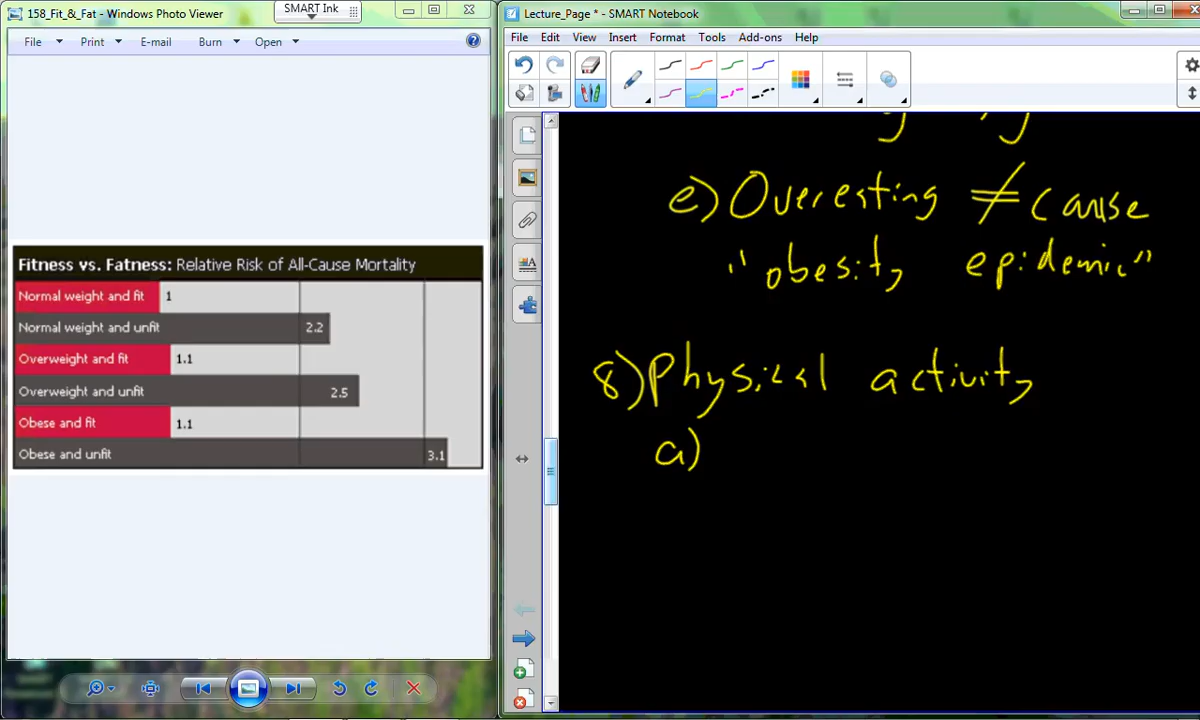 158_Fit_&_Fat - Windows Photo Viewer
SMART Ink
File Print E-mail Burn Open
Fitness vs. Fatness: Relative Risk of All-Cause Mortality
Normal weight and fit 1
Normal weight and unfit 2.2
Overweight and fit 1.1
Overweight and unfit 2.5
Obese and fit 1.1
Obese and unfit 3.1
Lecture_Page * - SMART Notebook
File Edit View Insert Format Tools Add-ons Help
e) Overesting ≠ cause
"obesity epidemic"
8) Physical activity
a)